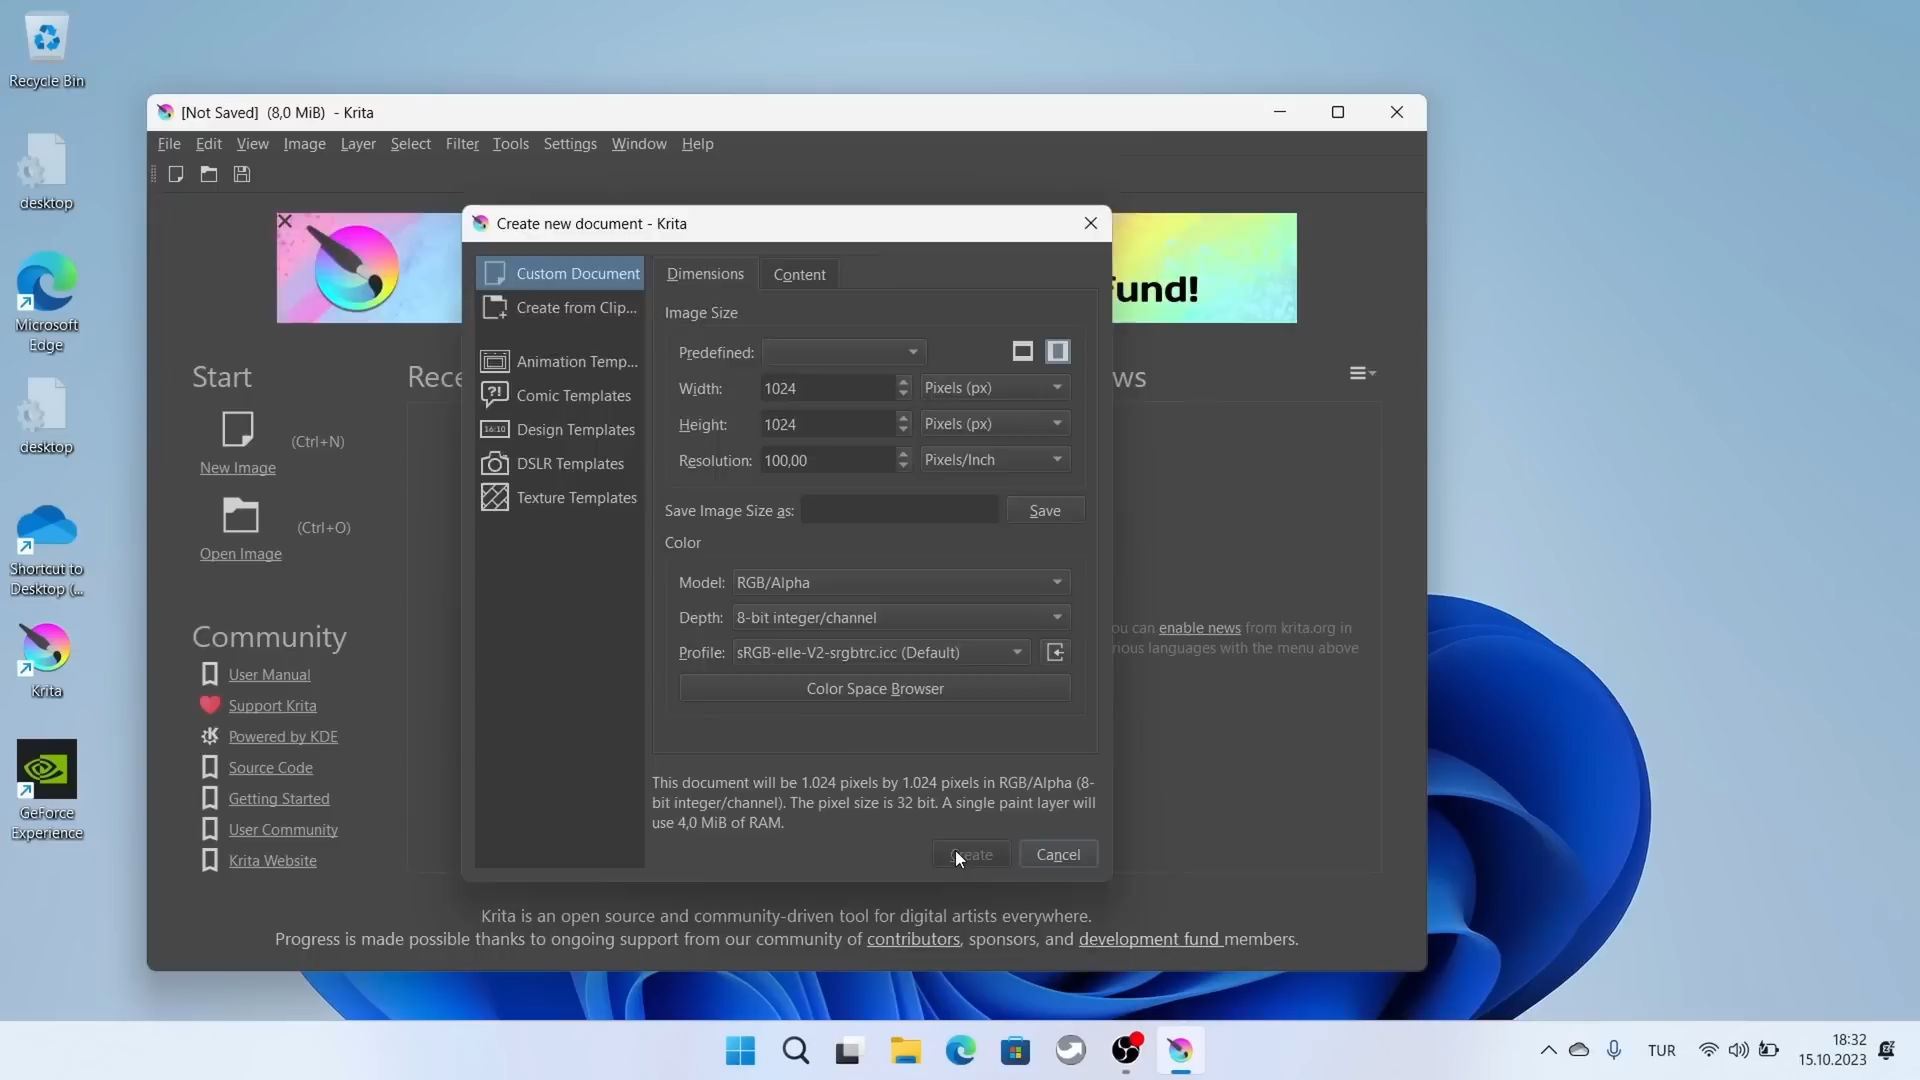 Recycle Bin
desktop
Microsoft
Edge
desktop
Shortcut to
Desktop (...
Krita
GeForce
Experience
[Not Saved]  (8,0 MiB)  - Krita
File Edit View Image Layer Select Filter Tools Settings Window Help
Fund!
Start
(Ctrl+N)
New Image
(Ctrl+O)
Open Image
Community
User Manual
Support Krita
Powered by KDE
Source Code
Getting Started
User Community
Krita Website
Create new document - Krita
Custom Document
Create from Clip...
Animation Temp...
?! Comic Templates
16:10 Design Templates
DSLR Templates
Texture Templates
Dimensions Content
Image Size
Predefined:
Width: 1024 Pixels (px)
Height: 1024 Pixels (px)
Resolution: 100,00 Pixels/Inch
Save Image Size as: Save
Color
Model: RGB/Alpha
Depth: 8-bit integer/channel
Profile: sRGB-elle-V2-srgbtrc.icc (Default)
Color Space Browser
This document will be 1.024 pixels by 1.024 pixels in RGB/Alpha (8-
bit integer/channel). The pixel size is 32 bit. A single paint layer will
use 4,0 MiB of RAM.
Create Cancel
can enable news from krita.org in
languages with the menu above
Krita is an open source and community-driven tool for digital artists everywhere.
Progress is made possible thanks to ongoing support from our community of contributors, sponsors, and development fund members.
TUR
18:32
15.10.2023